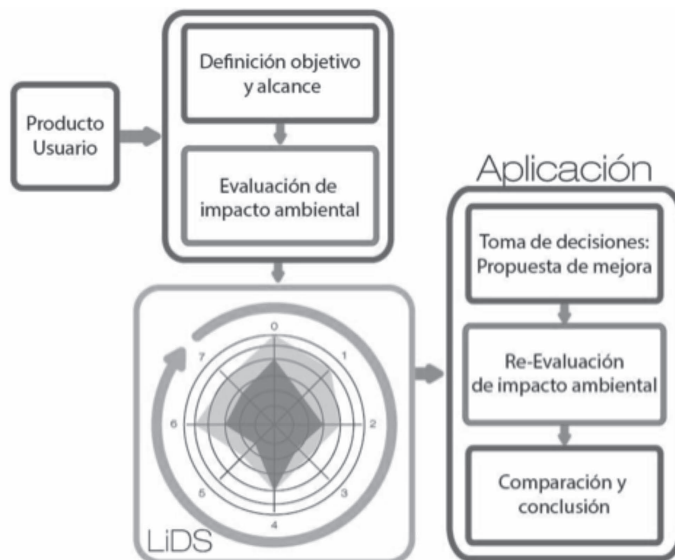 Producto
Usuario
Definición objetivo
y alcance
Evaluación de
impacto ambiental
0
1
2
3
4
5
6
7
LiDS
Aplicación
Toma de decisiones:
Propuesta de mejora
Re-Evaluación
de impacto ambiental
Comparación y
conclusión